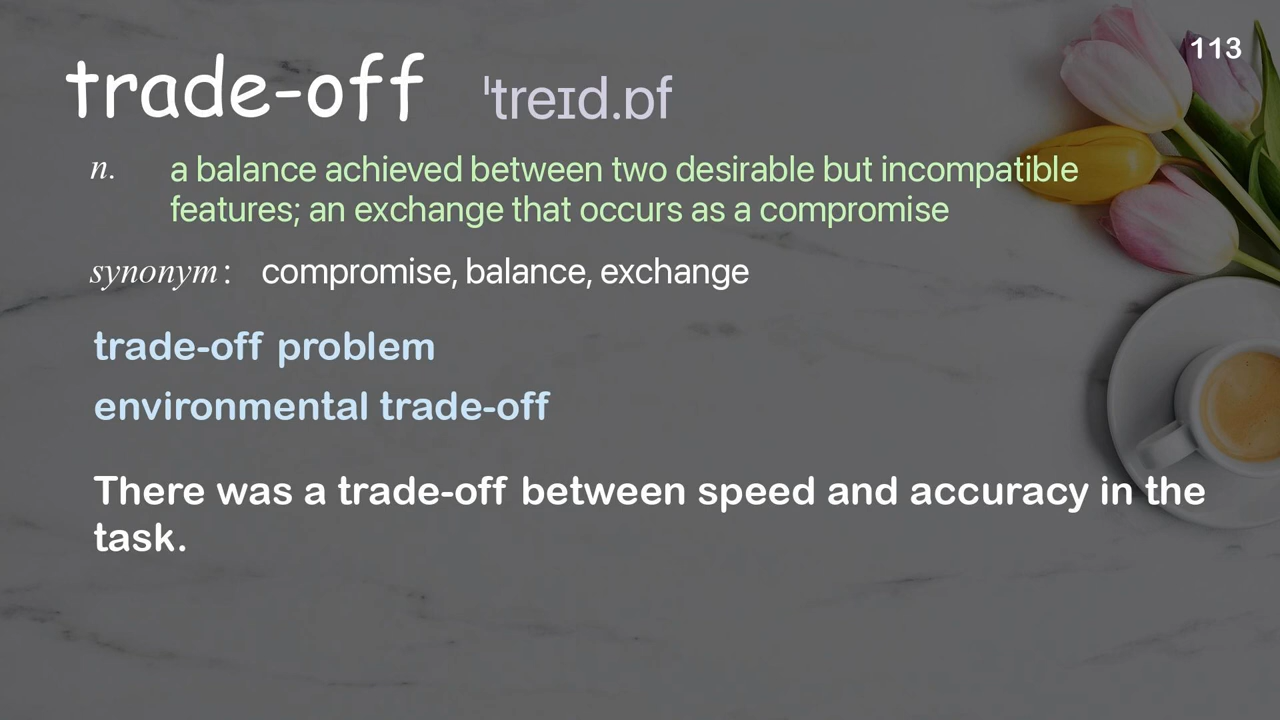 113
trade-off ˈtreɪd.ɒf
n. a balance achieved between two desirable but incompatible
features; an exchange that occurs as a compromise
synonym: compromise, balance, exchange
trade-off problem
environmental trade-off
There was a trade-off between speed and accuracy in the
task.